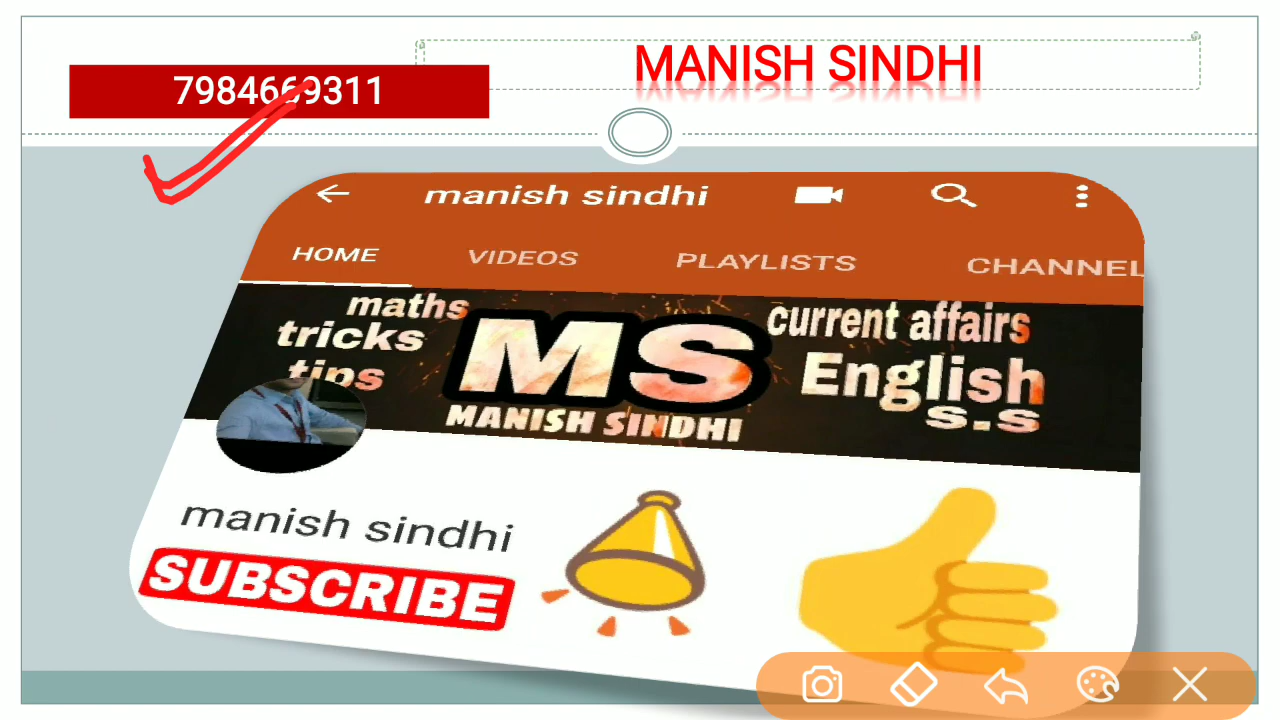 MANISH SINDHI
7984669311
manish sindhi
HOME VIDEOS PLAYLISTS CHANNEL
maths
tricks
tips
MS
MANISH SINDHI
current affairs
English
s.s
manish sindhi
SUBSCRIBE